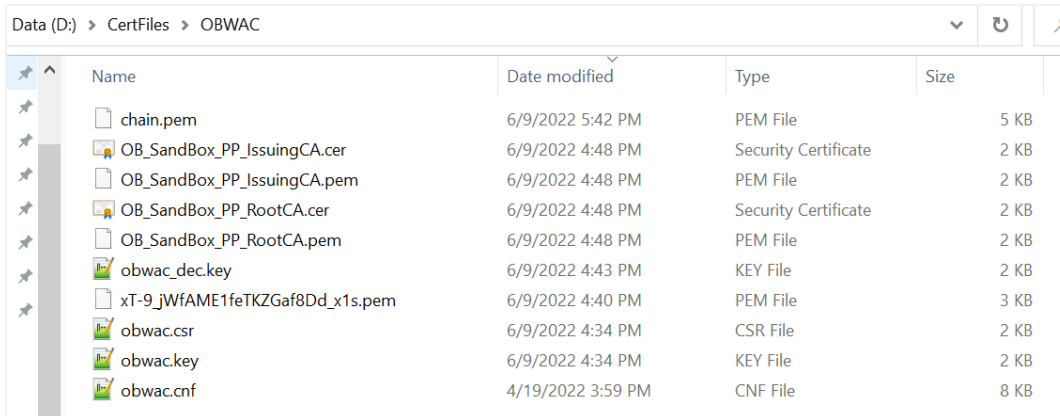 Data (D:) > CertFiles > OBWAC
Name Date modified Type Size
chain.pem 6/9/2022 5:42 PM PEM File 5 KB
OB_SandBox_PP_IssuingCA.cer 6/9/2022 4:48 PM Security Certificate 2 KB
OB_SandBox_PP_IssuingCA.pem 6/9/2022 4:48 PM PEM File 2 KB
OB_SandBox_PP_RootCA.cer 6/9/2022 4:48 PM Security Certificate 2 KB
OB_SandBox_PP_RootCA.pem 6/9/2022 4:48 PM PEM File 2 KB
obwac_dec.key 6/9/2022 4:43 PM KEY File 2 KB
xT-9_jWfAME1feTKZGaf8Dd_x1s.pem 6/9/2022 4:40 PM PEM File 3 KB
obwac.csr 6/9/2022 4:34 PM CSR File 2 KB
obwac.key 6/9/2022 4:34 PM KEY File 2 KB
obwac.cnf 4/19/2022 3:59 PM CNF File 8 KB